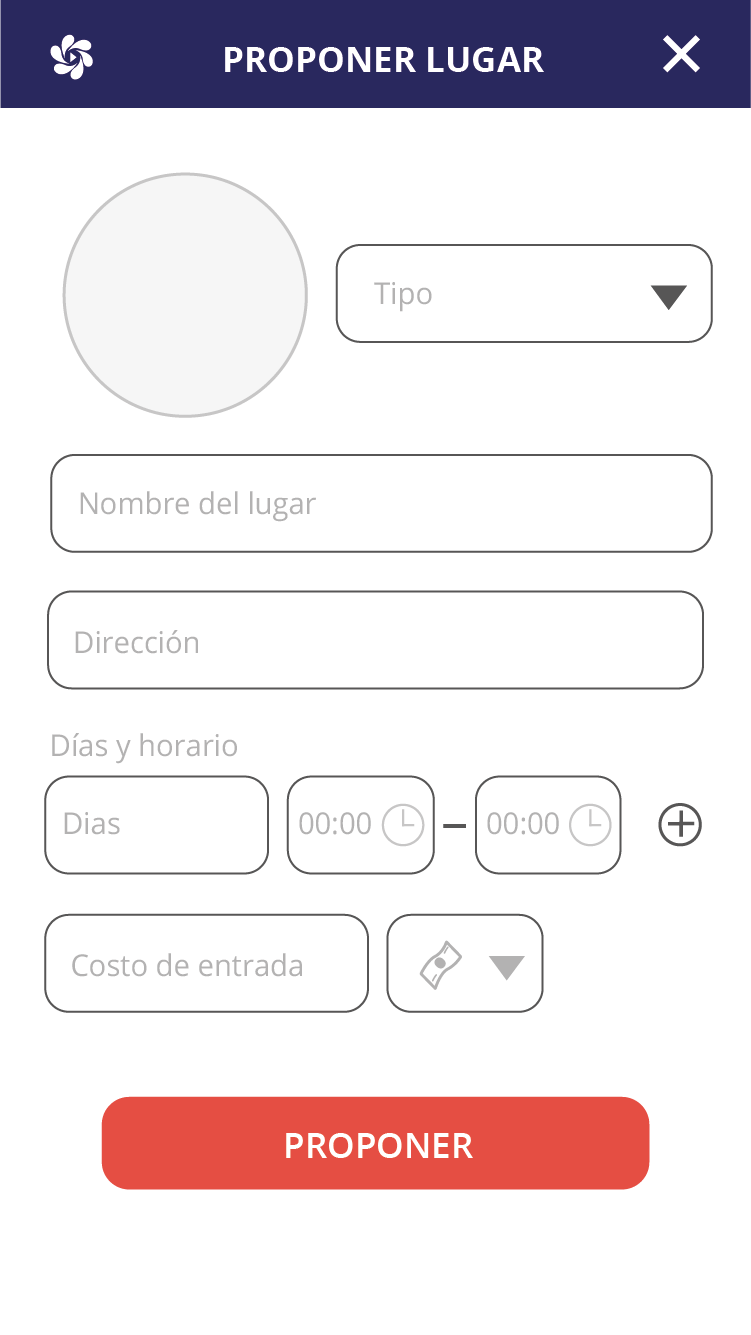 PROPONER LUGAR
Tipo
Nombre del lugar
Dirección
Días y horario
Dias 00:00 – 00:00
Costo de entrada
PROPONER